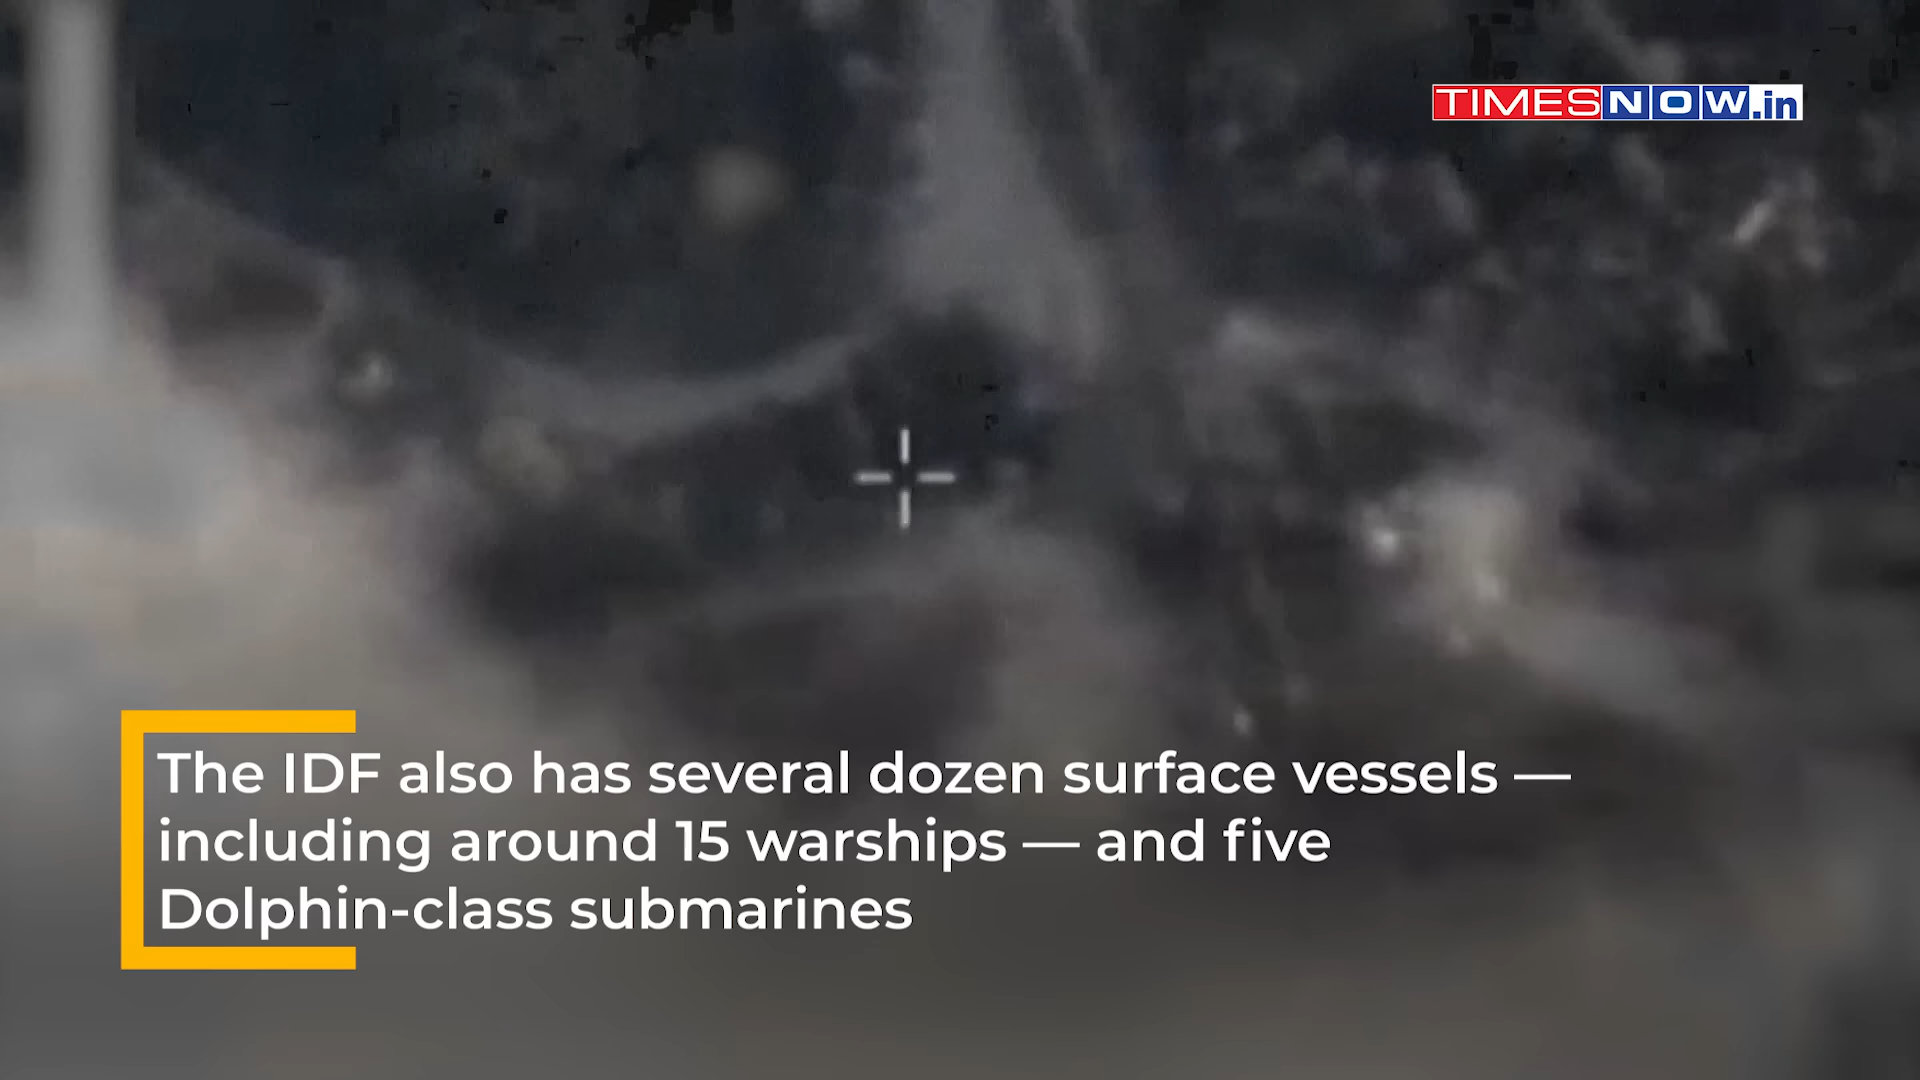 TIMESNOW.in
The IDF also has several dozen surface vessels —
including around 15 warships — and five
Dolphin-class submarines